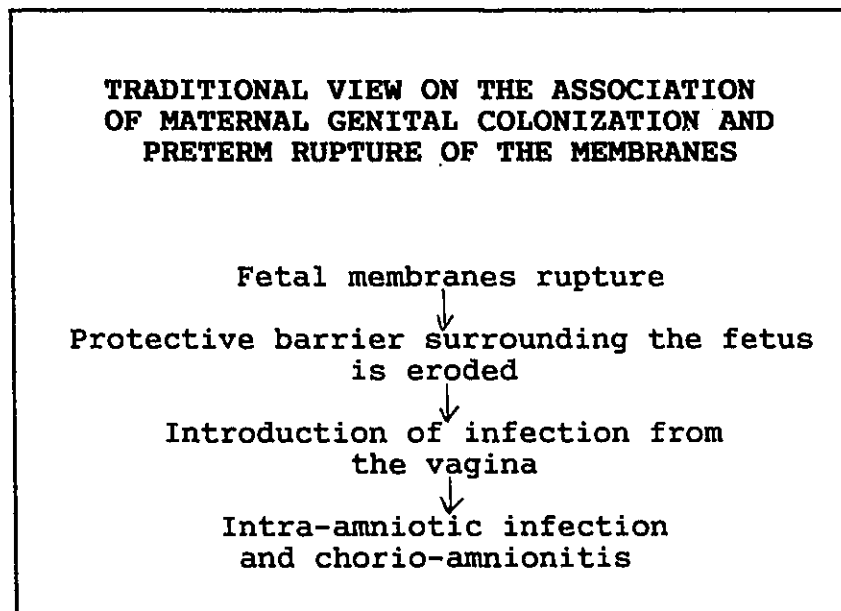 TRADITIONAL VIEW ON THE ASSOCIATION
OF MATERNAL GENITAL COLONIZATION AND
PRETERM RUPTURE OF THE MEMBRANES
Fetal membranes rupture
Protective barrier surrounding the fetus
is eroded
Introduction of infection from
the vagina
Intra-amniotic infection
and chorio-amnionitis